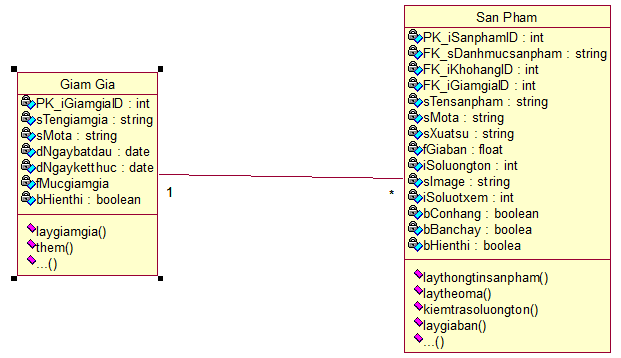 Giam Gia
PK_iGiamgiaID : int
sTengiamgia : string
sMota : string
dNgaybatdau : date
dNgayketthuc : date
fMucgiamgia
bHienthi : boolean
laygiamgia()
them()
...()
1
*
San Pham
PK_iSanphamID : int
FK_sDanhmucsanpham : string
FK_iKhohangID : int
FK_iGiamgiaID : int
sTensanpham : string
sMota : string
sXuatsu : string
fGiaban : float
iSoluongton : int
sImage : string
iSoluotxem : int
bConhang : boolean
bBanchay : boolea
bHienthi : boolea
laythongtinsanpham()
laytheoma()
kiemtrasoluongton()
laygiaban()
...()